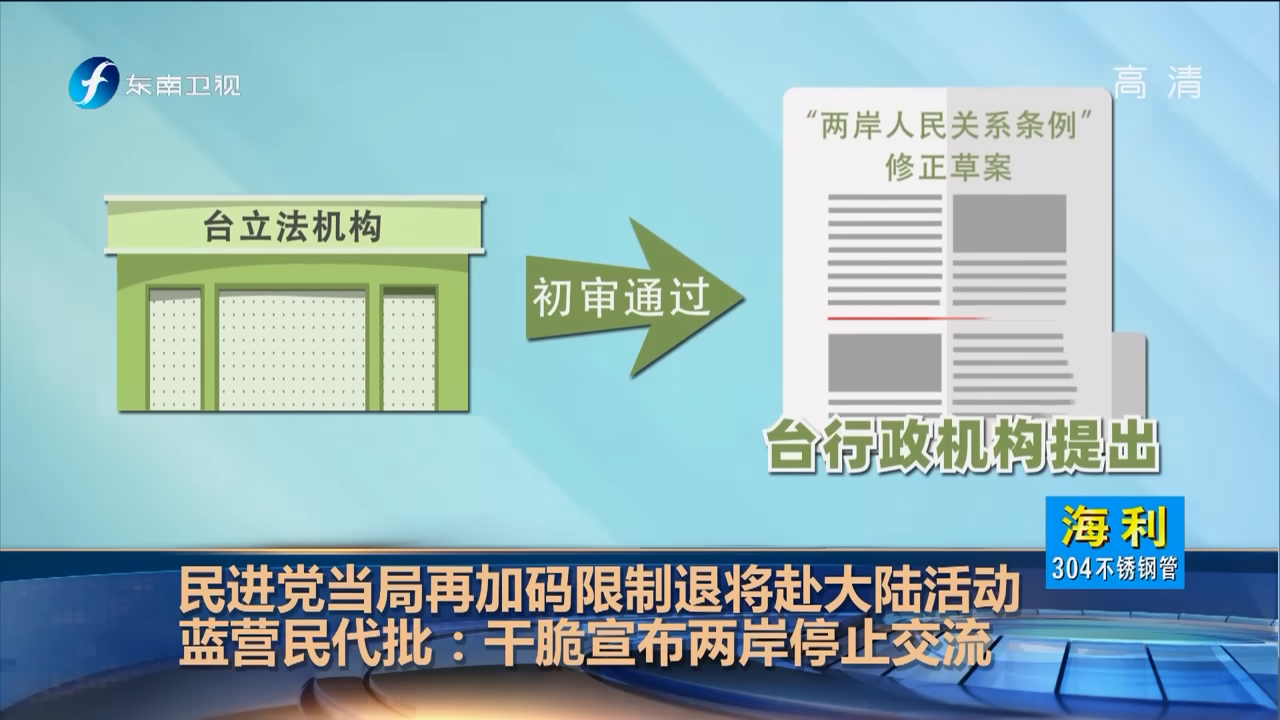 东南卫视
高清
“两岸人民关系条例”
修正草案
台立法机构
初审通过
台行政机构提出
海利
304不锈钢管
民进党当局再加码限制退将赴大陆活动
蓝营民代批：干脆宣布两岸停止交流